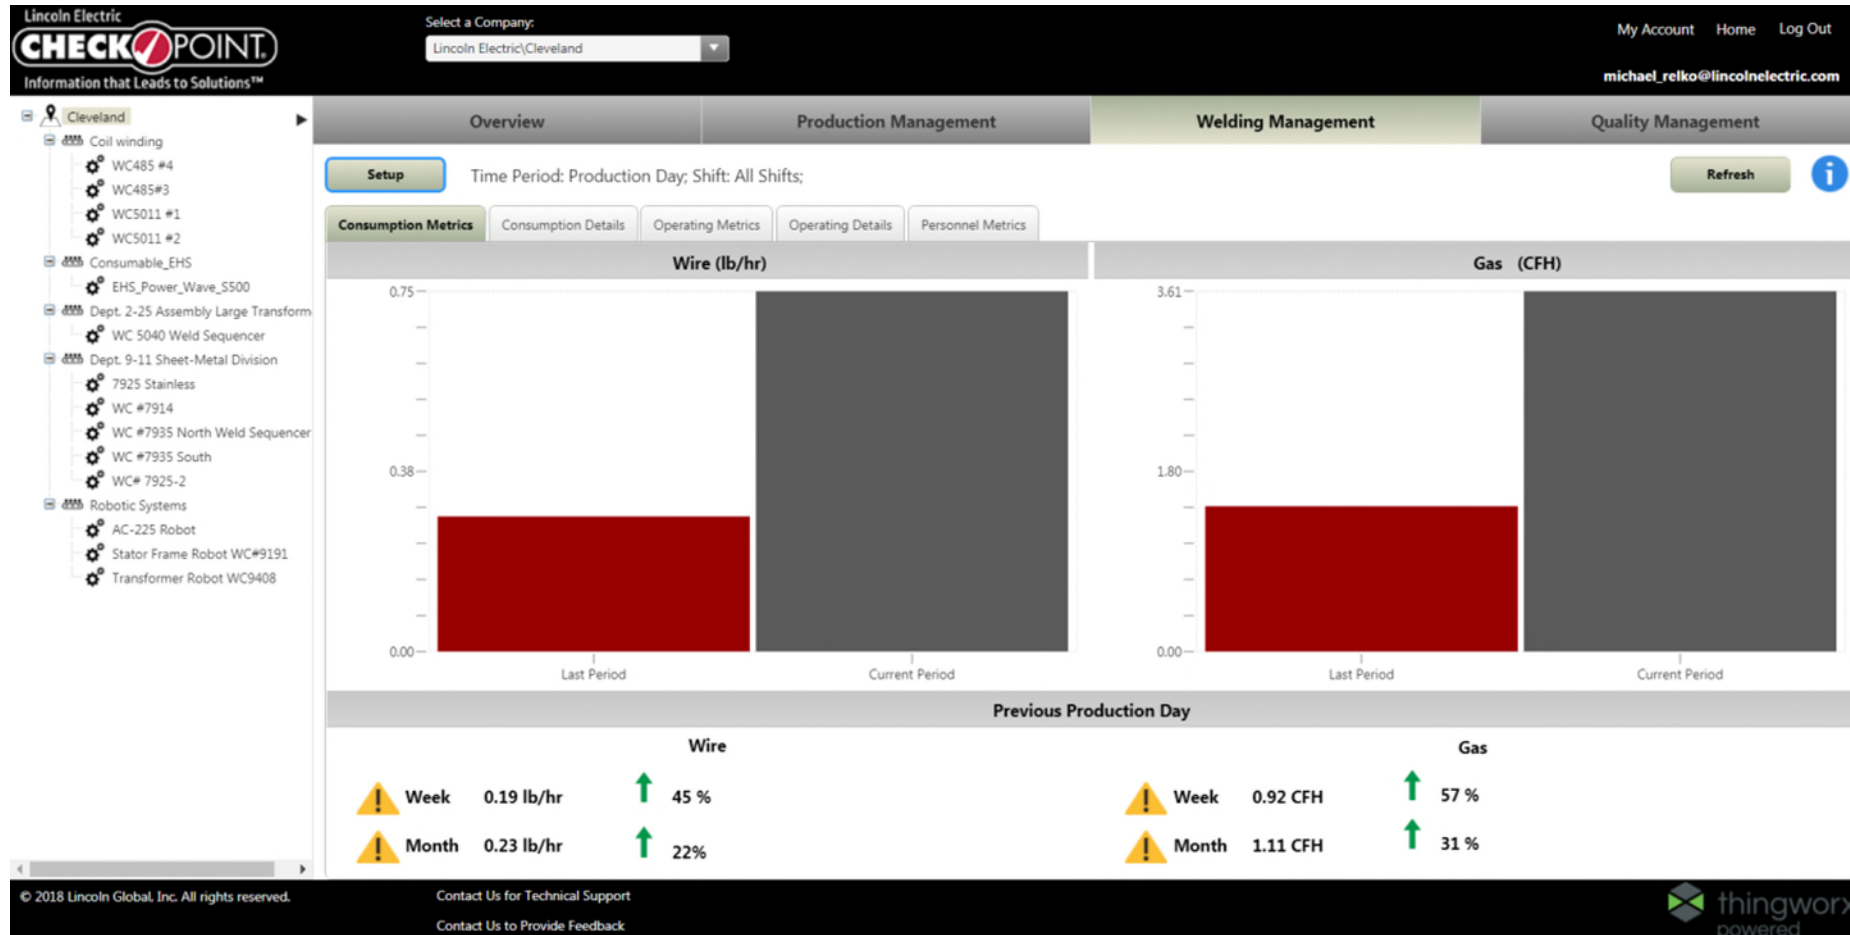 Lincoln Electric
CHECKPOINT.
Information that Leads to Solutions™
Select a Company:
Lincoln Electric\Cleveland
My Account Home Log Out
michael_relko@lincolnelectric.com
Cleveland
Coil winding
WC485 #4
WC485#3
WC5011 #1
WC5011 #2
Consumable_EHS
EHS_Power_Wave_S500
Dept. 2-25 Assembly Large Transform
WC 5040 Weld Sequencer
Dept. 9-11 Sheet-Metal Division
7925 Stainless
WC #7914
WC #7935 North Weld Sequencer
WC #7935 South
WC# 7925-2
Robotic Systems
AC-225 Robot
Stator Frame Robot WC#9191
Transformer Robot WC9408
Overview Production Management Welding Management Quality Management
Setup Time Period: Production Day; Shift: All Shifts; Refresh i
Consumption Metrics Consumption Details Operating Metrics Operating Details Personnel Metrics
Wire (lb/hr)
0.75
0.38
0.00
Last Period Current Period
Gas (CFH)
3.61
1.80
0.00
Last Period Current Period
Previous Production Day
Wire
Week 0.19 lb/hr 45 %
Month 0.23 lb/hr 22%
Gas
Week 0.92 CFH 57 %
Month 1.11 CFH 31 %
© 2018 Lincoln Global, Inc. All rights reserved.
Contact Us for Technical Support
Contact Us to Provide Feedback
thingworx
powered